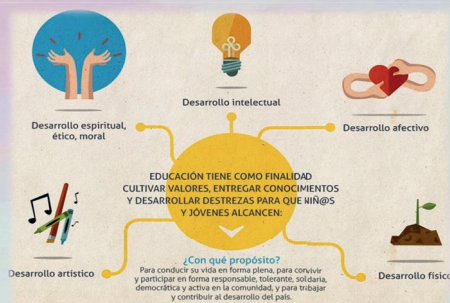 Desarrollo intelectual
Desarrollo espiritual,
ético, moral
Desarrollo afectivo
EDUCACIÓN TIENE COMO FINALIDAD
CULTIVAR VALORES, ENTREGAR CONOCIMIENTOS
Y DESARROLLAR DESTREZAS PARA QUE NIÑ@S
Y JÓVENES ALCANCEN:
Desarrollo artístico
Desarrollo físico
¿Con qué propósito?
Para conducir su vida en forma plena, para convivir
y participar en forma responsable, tolerante, solidaria,
democrática y activa en la comunidad, y para trabajar
y contribuir al desarrollo del país.